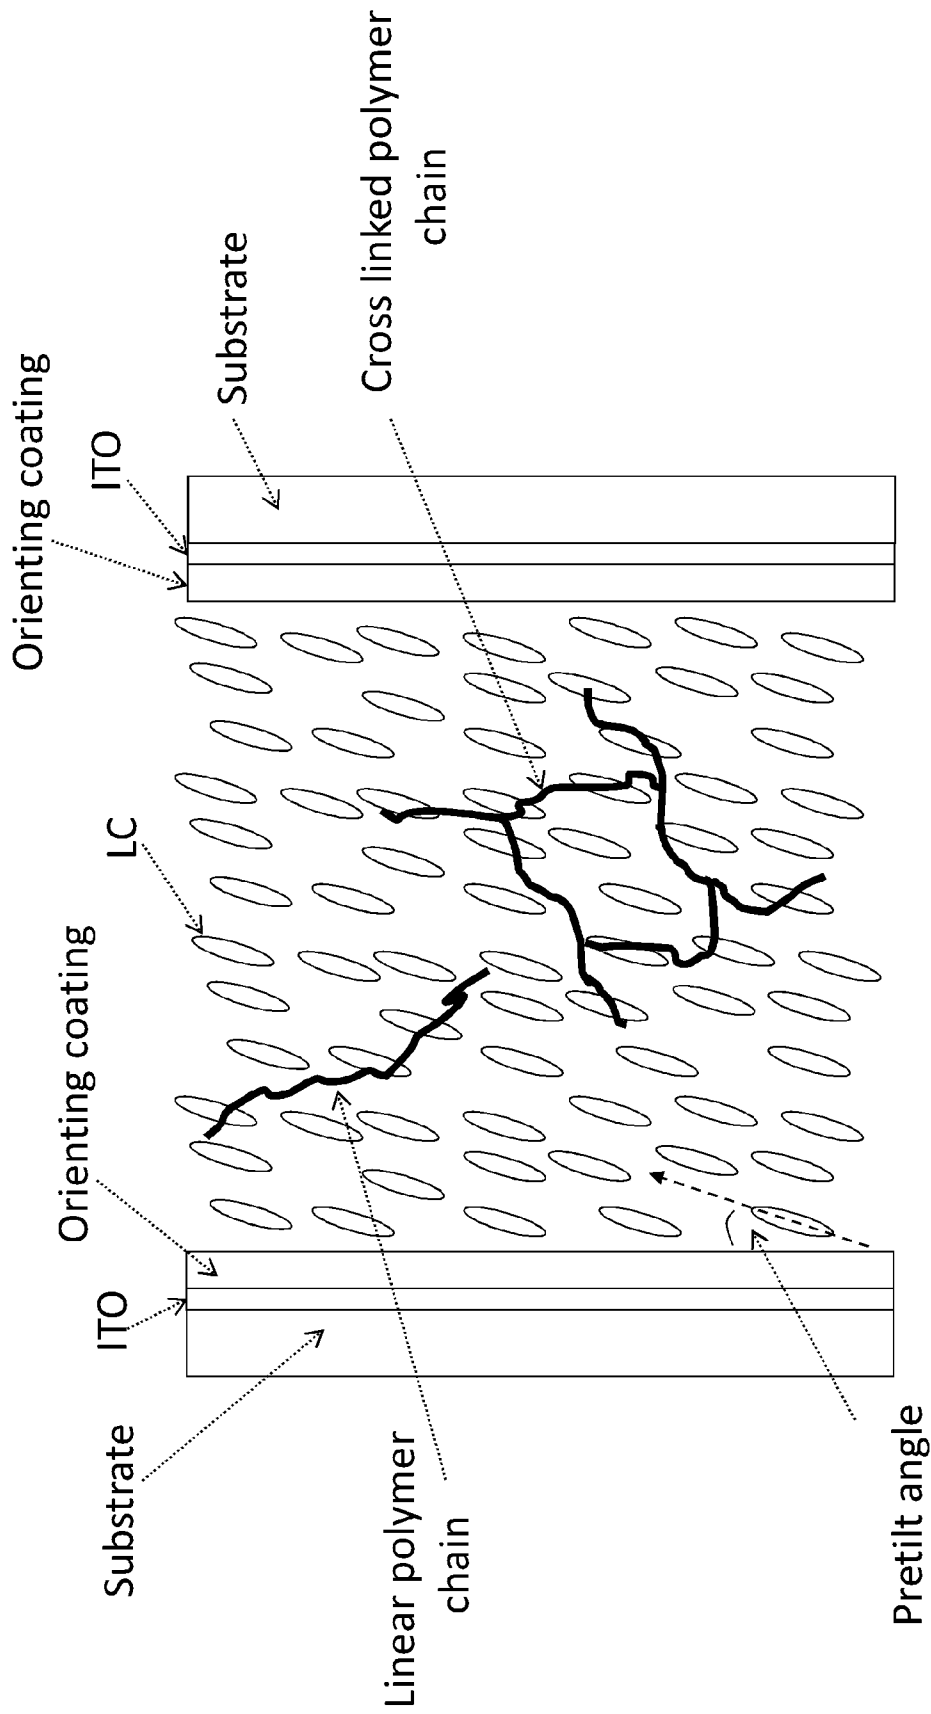 Orienting coating
ITO
Substrate
Cross linked polymer
chain
LC
Orienting coating
ITO
Substrate
Linear polymer
chain
Pretilt angle